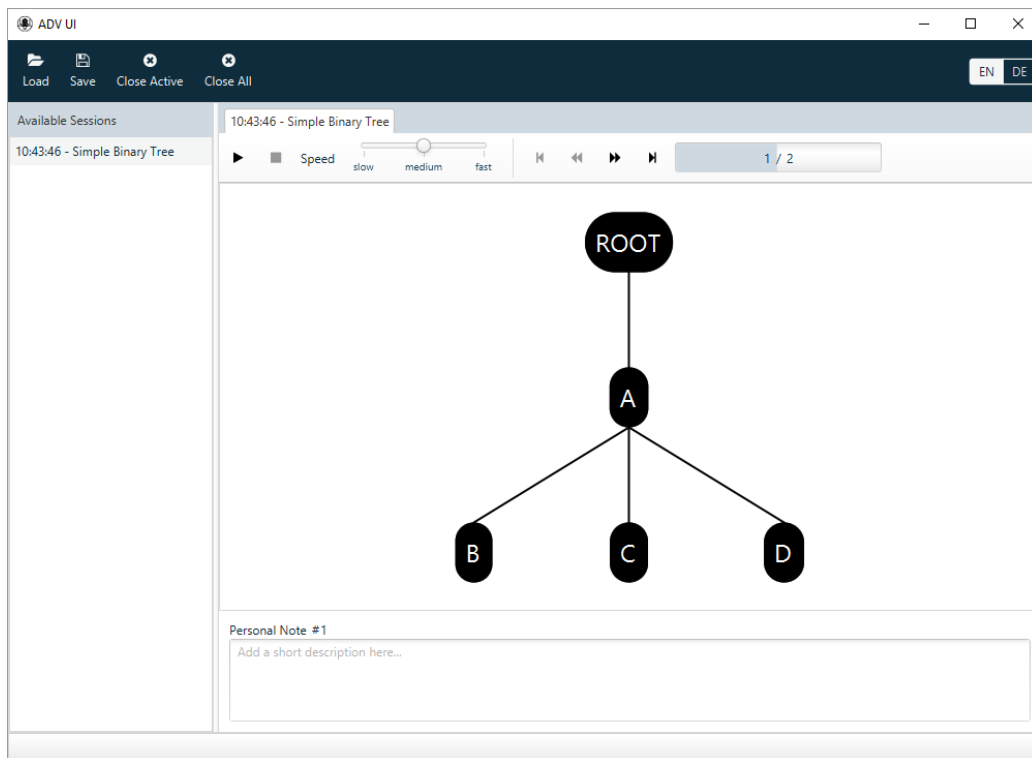 ADV UI
Load Save Close Active Close All
EN DE
Available Sessions
10:43:46 - Simple Binary Tree
10:43:46 - Simple Binary Tree
Speed
slow medium fast
1 / 2
ROOT
A
B C D
Personal Note #1
Add a short description here...